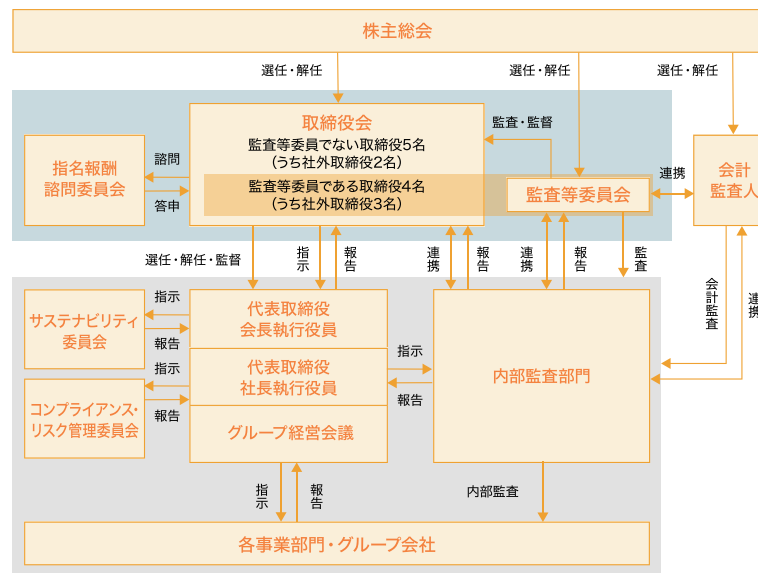 株主総会
選任・解任
選任・解任
選任・解任
取締役会
監査等委員でない取締役5名
（うち社外取締役2名）
監査等委員である取締役4名
（うち社外取締役3名）
監査・監督
監査等委員会
指名報酬
諮問委員会
諮問
答申
連携
会計
監査人
選任・解任・監督
指示
報告
連携
報告
連携
報告
監査
会計監査
連携
サステナビリティ
委員会
指示
報告
代表取締役
会長執行役員
代表取締役
社長執行役員
グループ経営会議
コンプライアンス・
リスク管理委員会
指示
報告
指示
報告
内部監査部門
指示
報告
内部監査
各事業部門・グループ会社